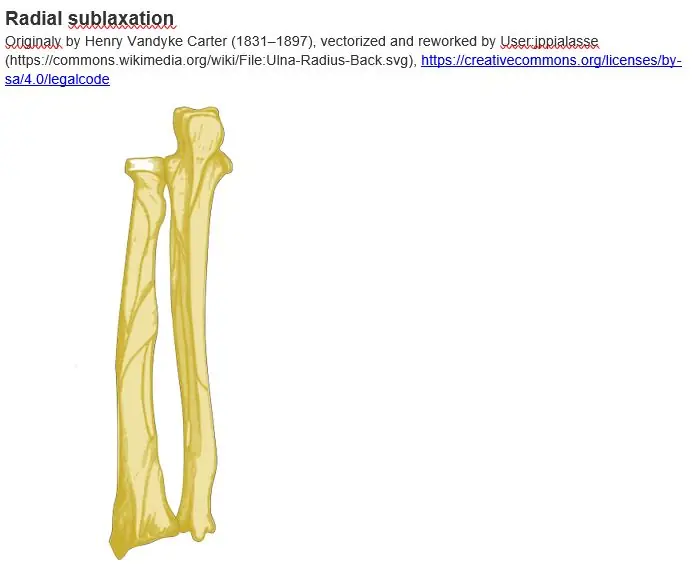 Radial sublaxation
Originaly by Henry Vandyke Carter (1831–1897), vectorized and reworked by User:jppialasse
(https://commons.wikimedia.org/wiki/File:Ulna-Radius-Back.svg), https://creativecommons.org/licenses/by-
sa/4.0/legalcode